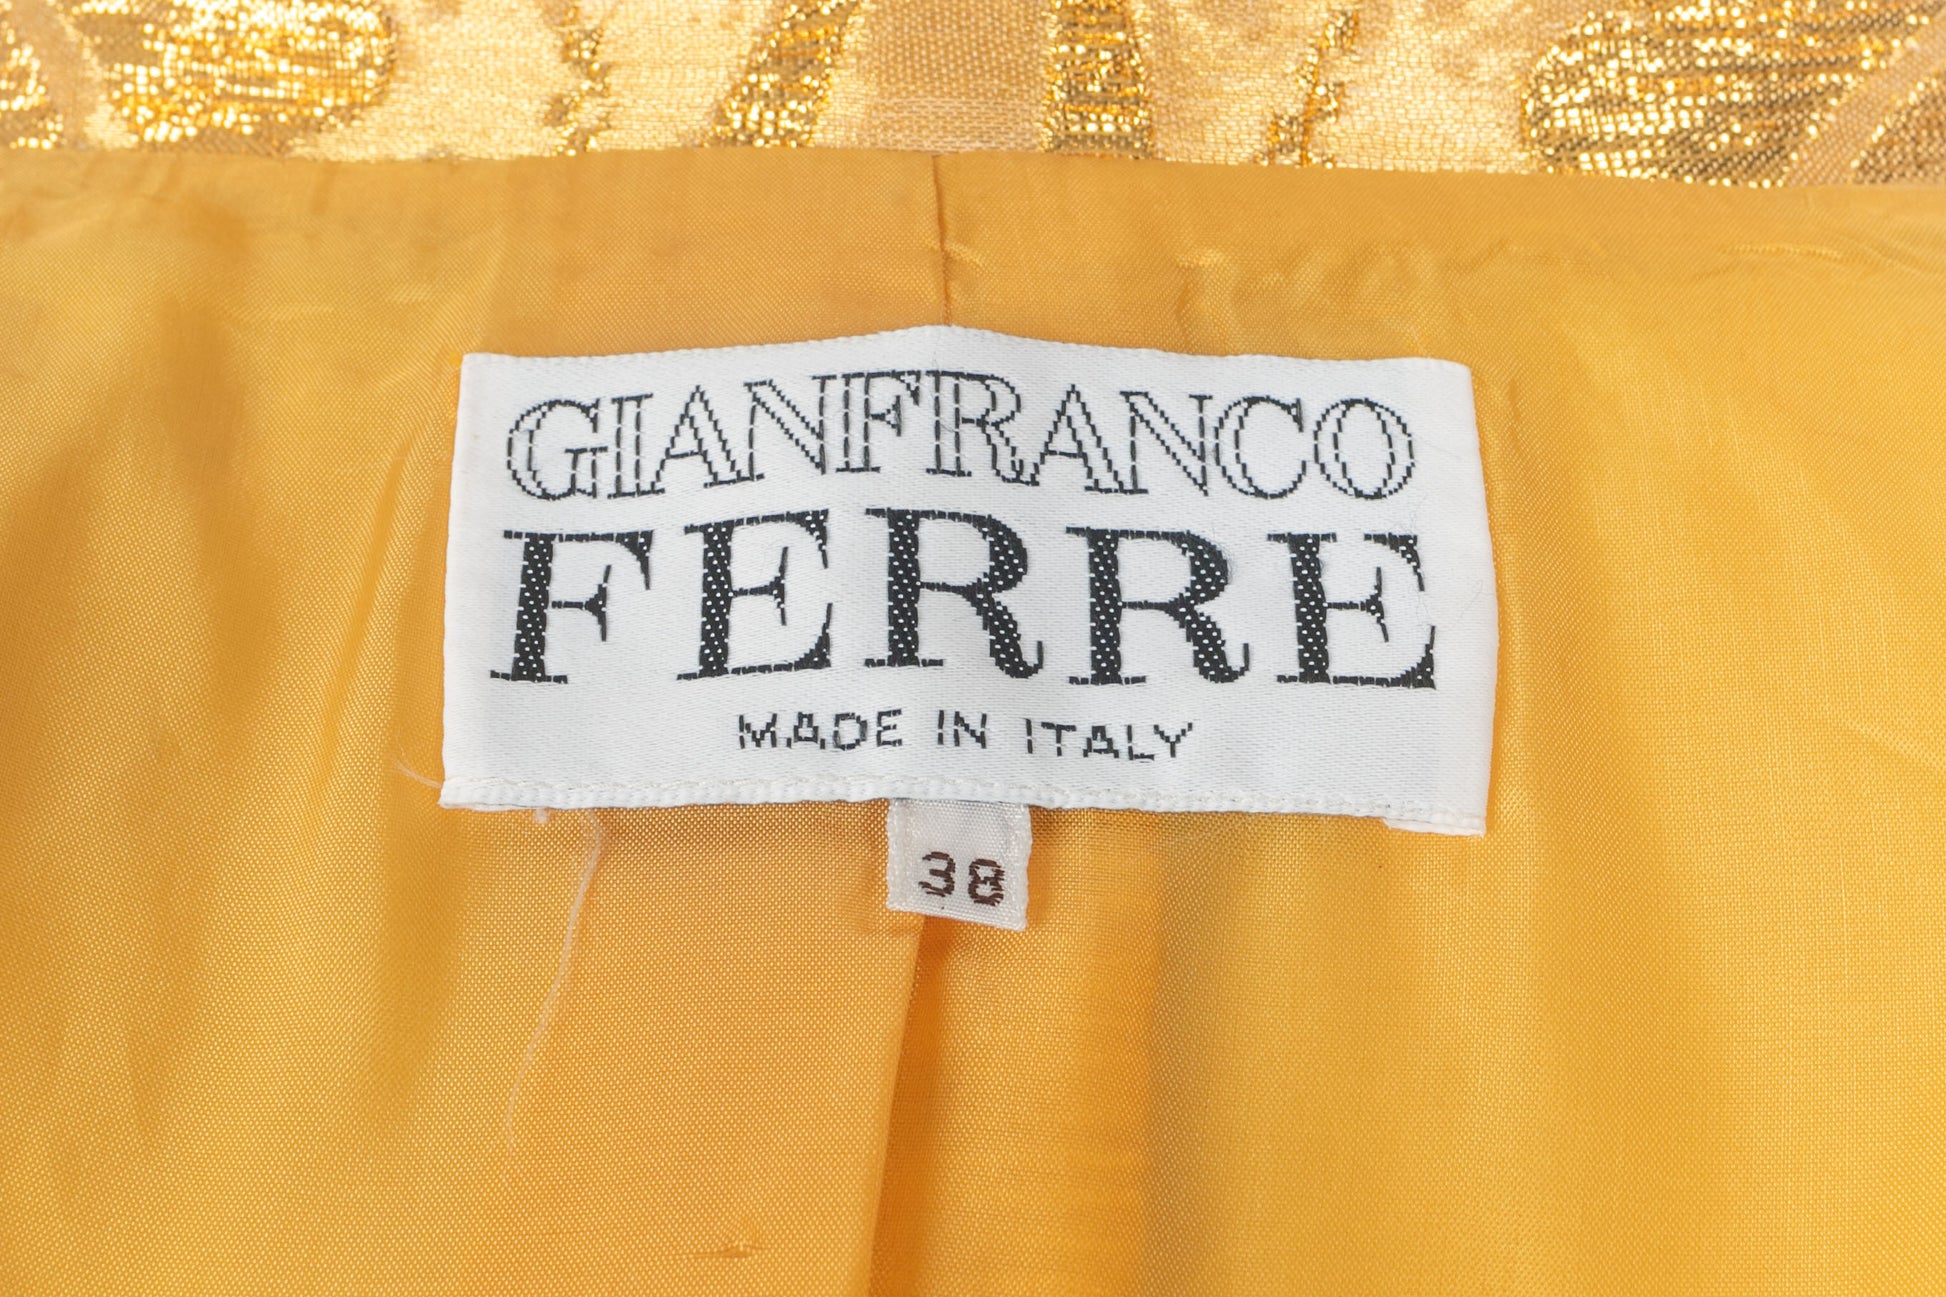 GIANFRANCO
FERRE
MADE IN ITALY
38